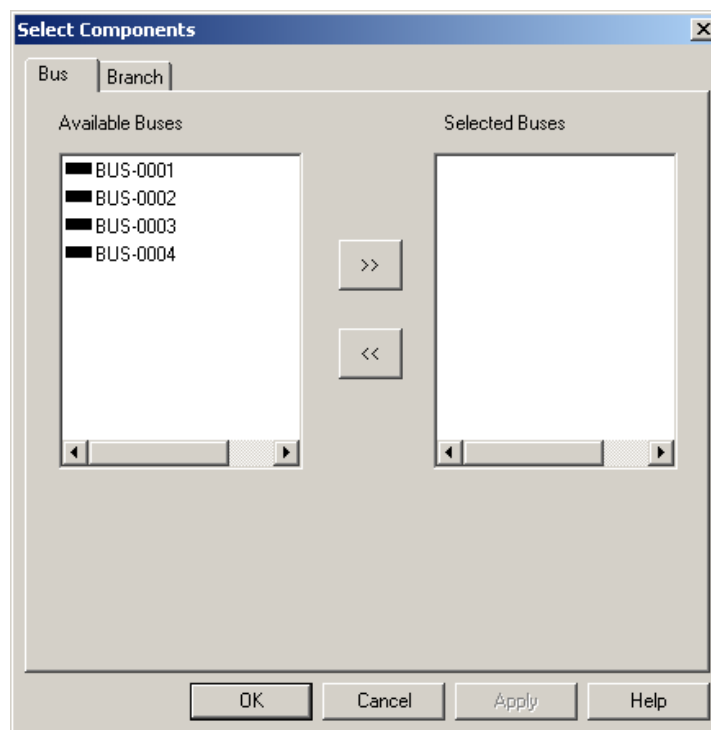 Select Components
Bus Branch
Available Buses Selected Buses
BUS-0001
BUS-0002
BUS-0003
BUS-0004
>>
<<
OK Cancel Apply Help